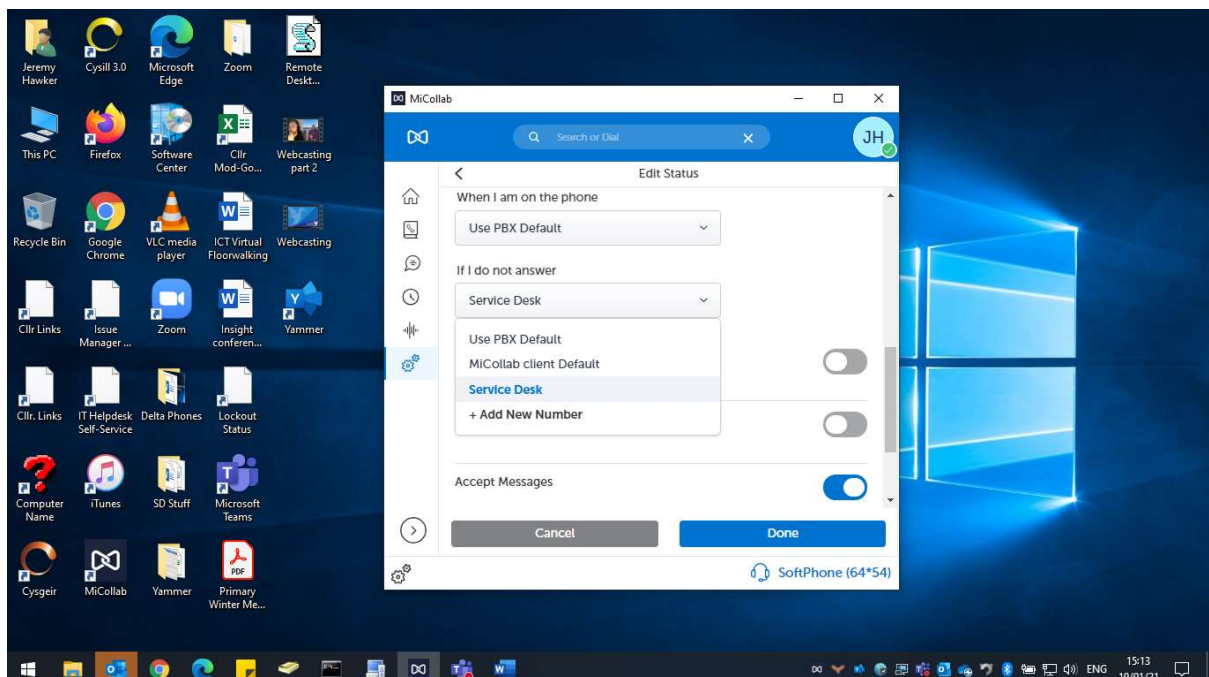 Jeremy
Hawker
Cysill 3.0
Microsoft
Edge
Zoom
Remote
Deskt...
This PC
Firefox
Software
Center
Cllr
Mod-Go...
Webcasting
part 2
Recycle Bin
Google
Chrome
VLC media
player
ICT Virtual
Floorwalking
Webcasting
Cllr Links
Issue
Manager ...
Zoom
Insight
conferen...
Yammer
Cllr. Links
IT Helpdesk
Self-Service
Delta Phones
Lockout
Status
Computer
Name
iTunes
SD Stuff
Microsoft
Teams
Cysgeir
MiCollab
Yammer
PDF
Primary
Winter Me...
MiCollab
Search or Dial
JH
Edit Status
When I am on the phone
Use PBX Default
If I do not answer
Service Desk
Use PBX Default
MiCollab client Default
Service Desk
+ Add New Number
Accept Messages
Cancel
Done
SoftPhone (64*54)
ENG
15:13
19/01/21